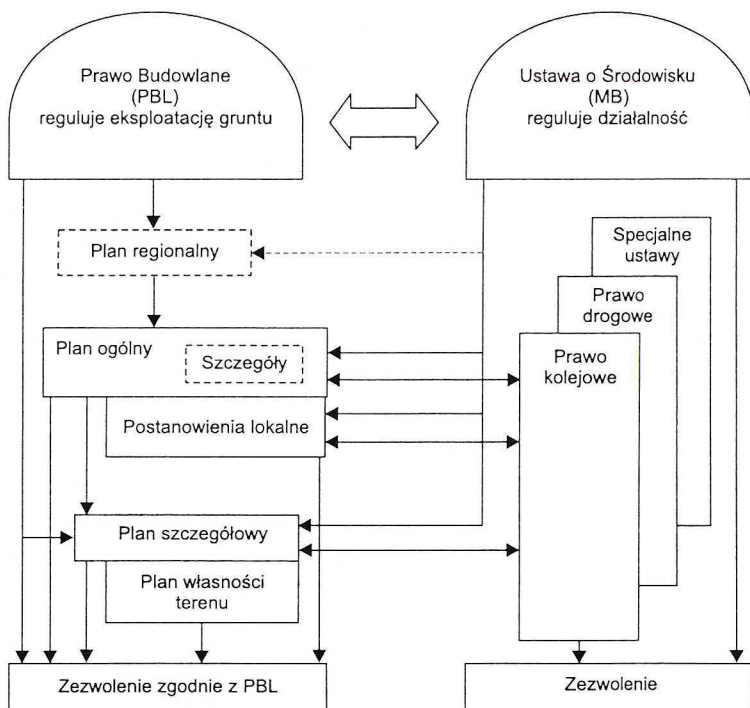 Prawo Budowlane
(PBL)
reguluje eksploatację gruntu
Ustawa o Środowisku
(MB)
reguluje działalność
Plan regionalny
Specjalne
ustawy
Prawo
drogowe
Prawo
kolejowe
Plan ogólny
Szczegóły
Postanowienia lokalne
Plan szczegółowy
Plan własności
terenu
Zezwolenie zgodnie z PBL
Zezwolenie